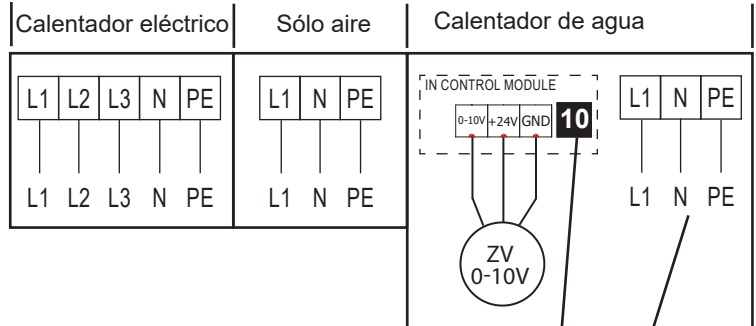 Calentador eléctrico
Sólo aire
Calentador de agua
L1 L2 L3 N PE
L1 L2 L3 N PE
L1 N PE
L1 N PE
IN CONTROL MODULE
0-10V +24V GND 10
ZV
0-10V
L1 N PE
L1 N PE